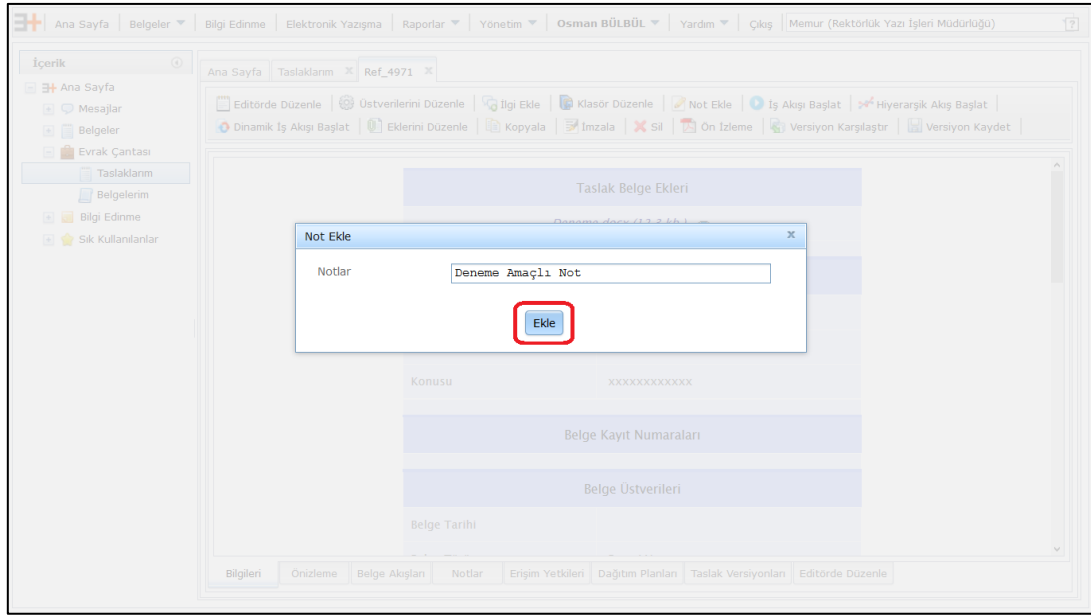 Ana Sayfa Belgeler Bilgi Edinme Elektronik Yazışma Raporlar Yönetim Osman BÜLBÜL Yardım Çıkış Memur (Rektörlük Yazı İşleri Müdürlüğü)
İçerik
Ana Sayfa
Mesajlar
Belgeler
Evrak Çantası
Taslaklarım
Belgelerim
Bilgi Edinme
Sık Kullanılanlar
Ana Sayfa Taslaklarım x Ref_4971 x
Editörde Düzenle Üstverilerini Düzenle İlgi Ekle Klasör Düzenle Not Ekle İş Akışı Başlat Hiyerarşik Akış Başlat
Dinamik İş Akışı Başlat Eklerini Düzenle Kopyala İmzala Sil Ön İzleme Versiyon Karşılaştır Versiyon Kaydet
Taslak Belge Ekleri
Deneme.docx (12.3 kb.)
Not Ekle x
Notlar Deneme Amaçlı Not
Ekle
Konusu xxxxxxxxxxxx
Belge Kayıt Numaraları
Belge Üstverileri
Belge Tarihi
Bilgileri Önizleme Belge Akışları Notlar Erişim Yetkileri Dağıtım Planları Taslak Versiyonları Editörde Düzenle